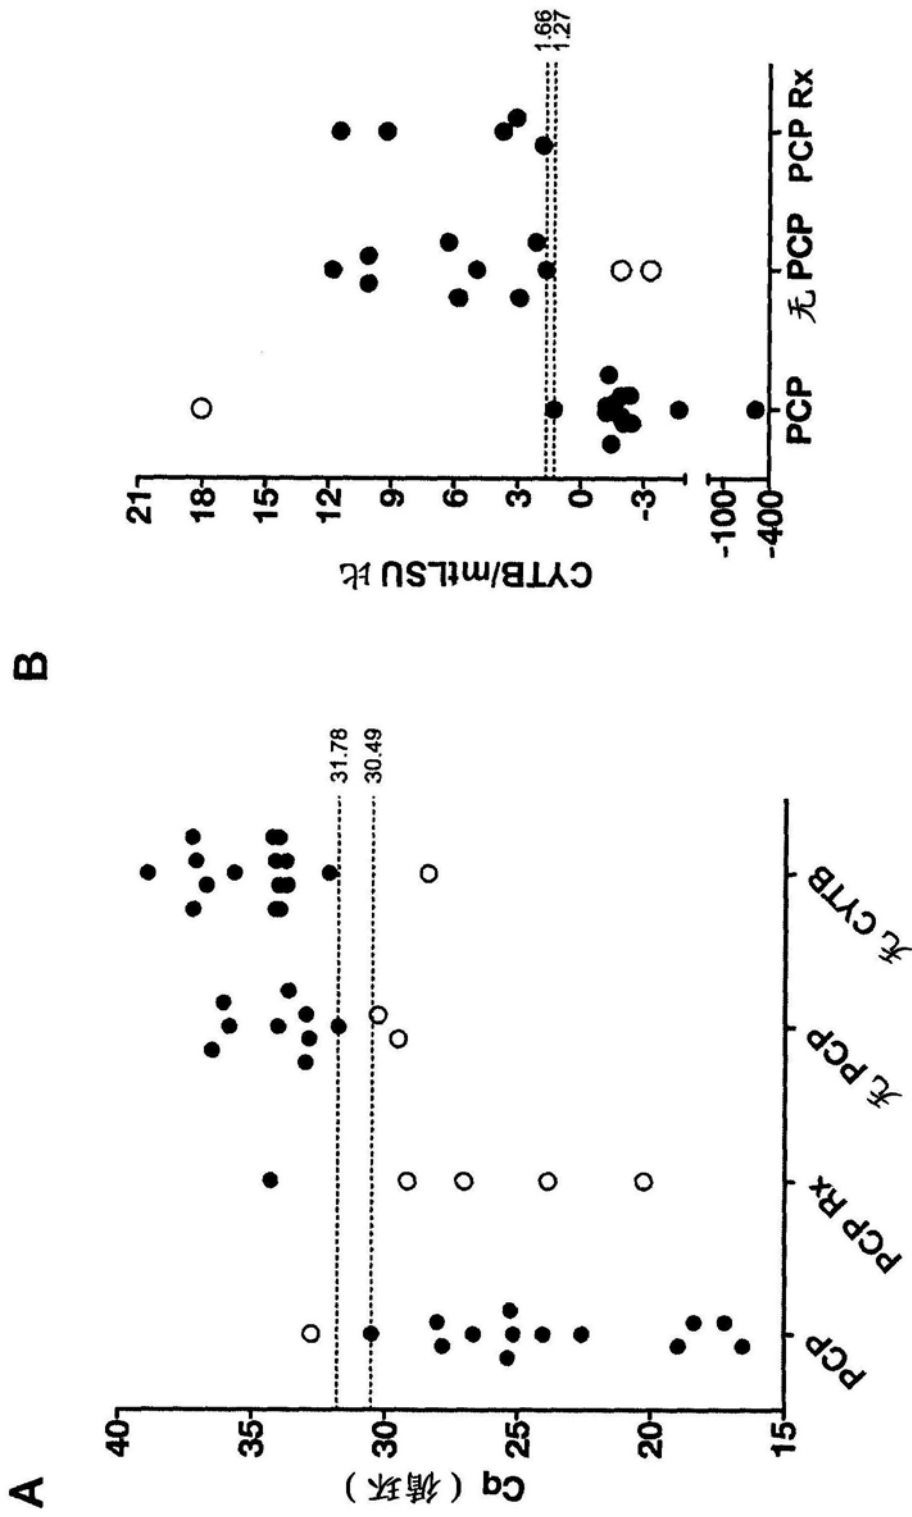 A
Cq (循环)
40
35
30
25
20
15
31.78
30.49
PCP
PCP Rx
无 PCP
无 CYTB
B
CYTB/mtLSU 比
21
18
15
12
9
6
3
0
-3
-100
-400
1.66
1.27
PCP
无 PCP
PCP Rx